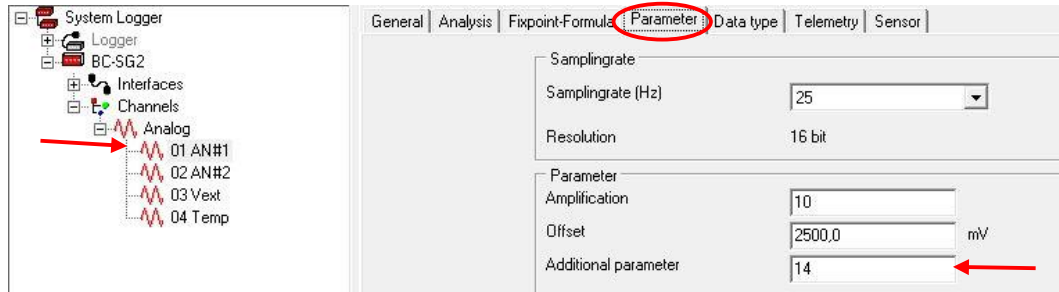 System Logger
Logger
BC-SG2
Interfaces
Channels
Analog
01 AN#1
02 AN#2
03 Vext
04 Temp
General Analysis Fixpoint-Formula Parameter Data type Telemetry Sensor
Samplingrate
Samplingrate (Hz) 25
Resolution 16 bit
Parameter
Amplification 10
Offset 2500,0 mV
Additional parameter 14